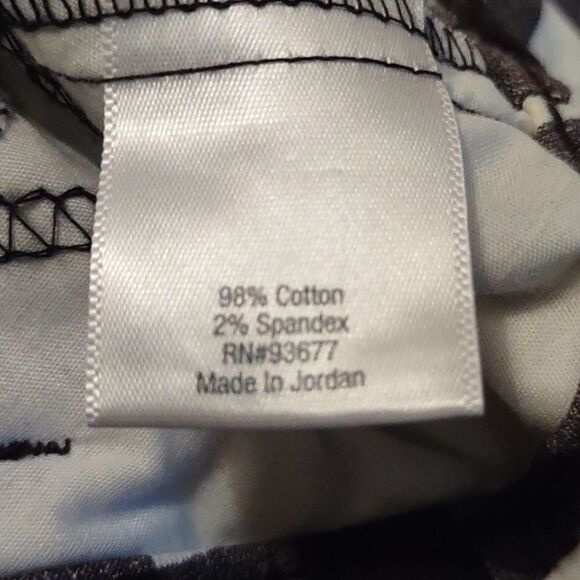 98% Cotton
2% Spandex
RN#93677
Made In Jordan